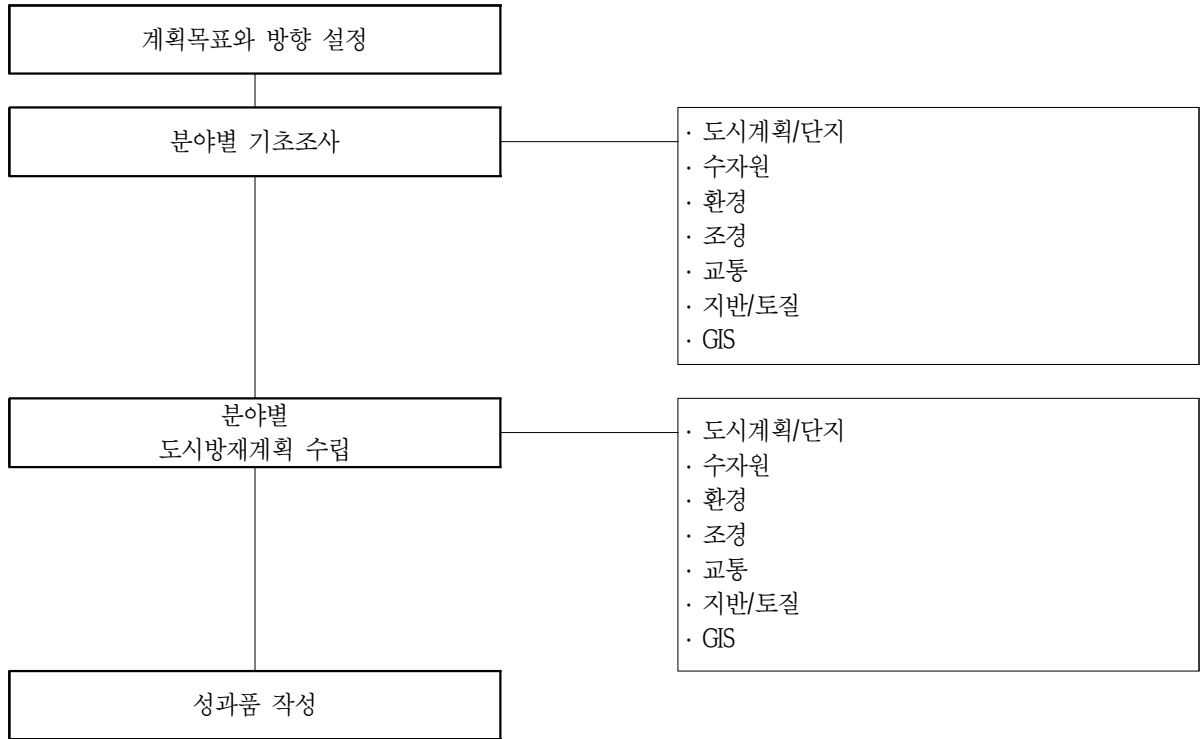 계획목표와 방향 설정
분야별 기초조사
· 도시계획/단지
· 수자원
· 환경
· 조경
· 교통
· 지반/토질
· GIS
분야별
도시방재계획 수립
· 도시계획/단지
· 수자원
· 환경
· 조경
· 교통
· 지반/토질
· GIS
성과품 작성